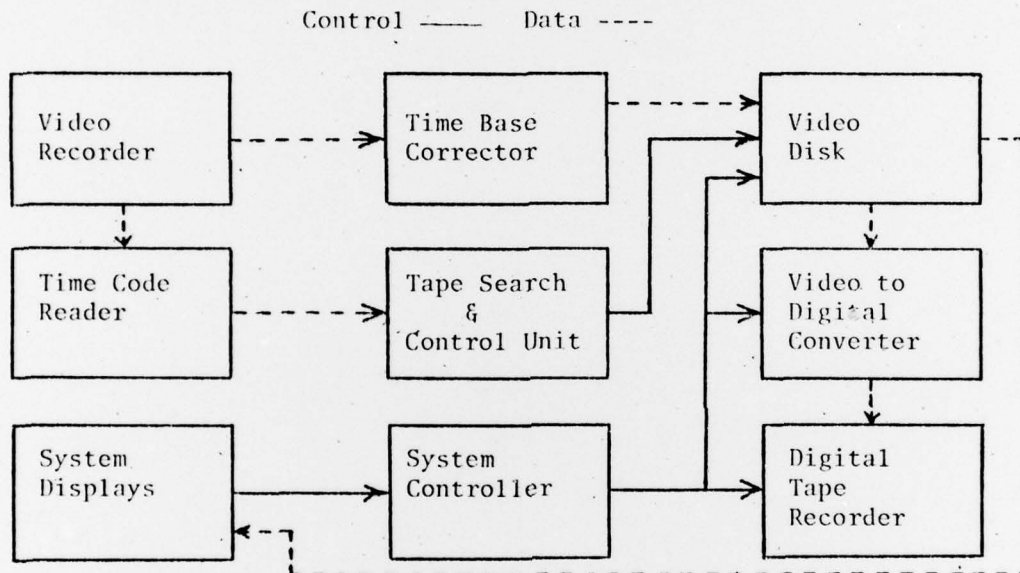 Control Data
Video
Recorder
Time Base
Corrector
Video
Disk
Time Code
Reader
Tape Search
&
Control Unit
Video to
Digital
Converter
System
Displays
System
Controller
Digital
Tape
Recorder